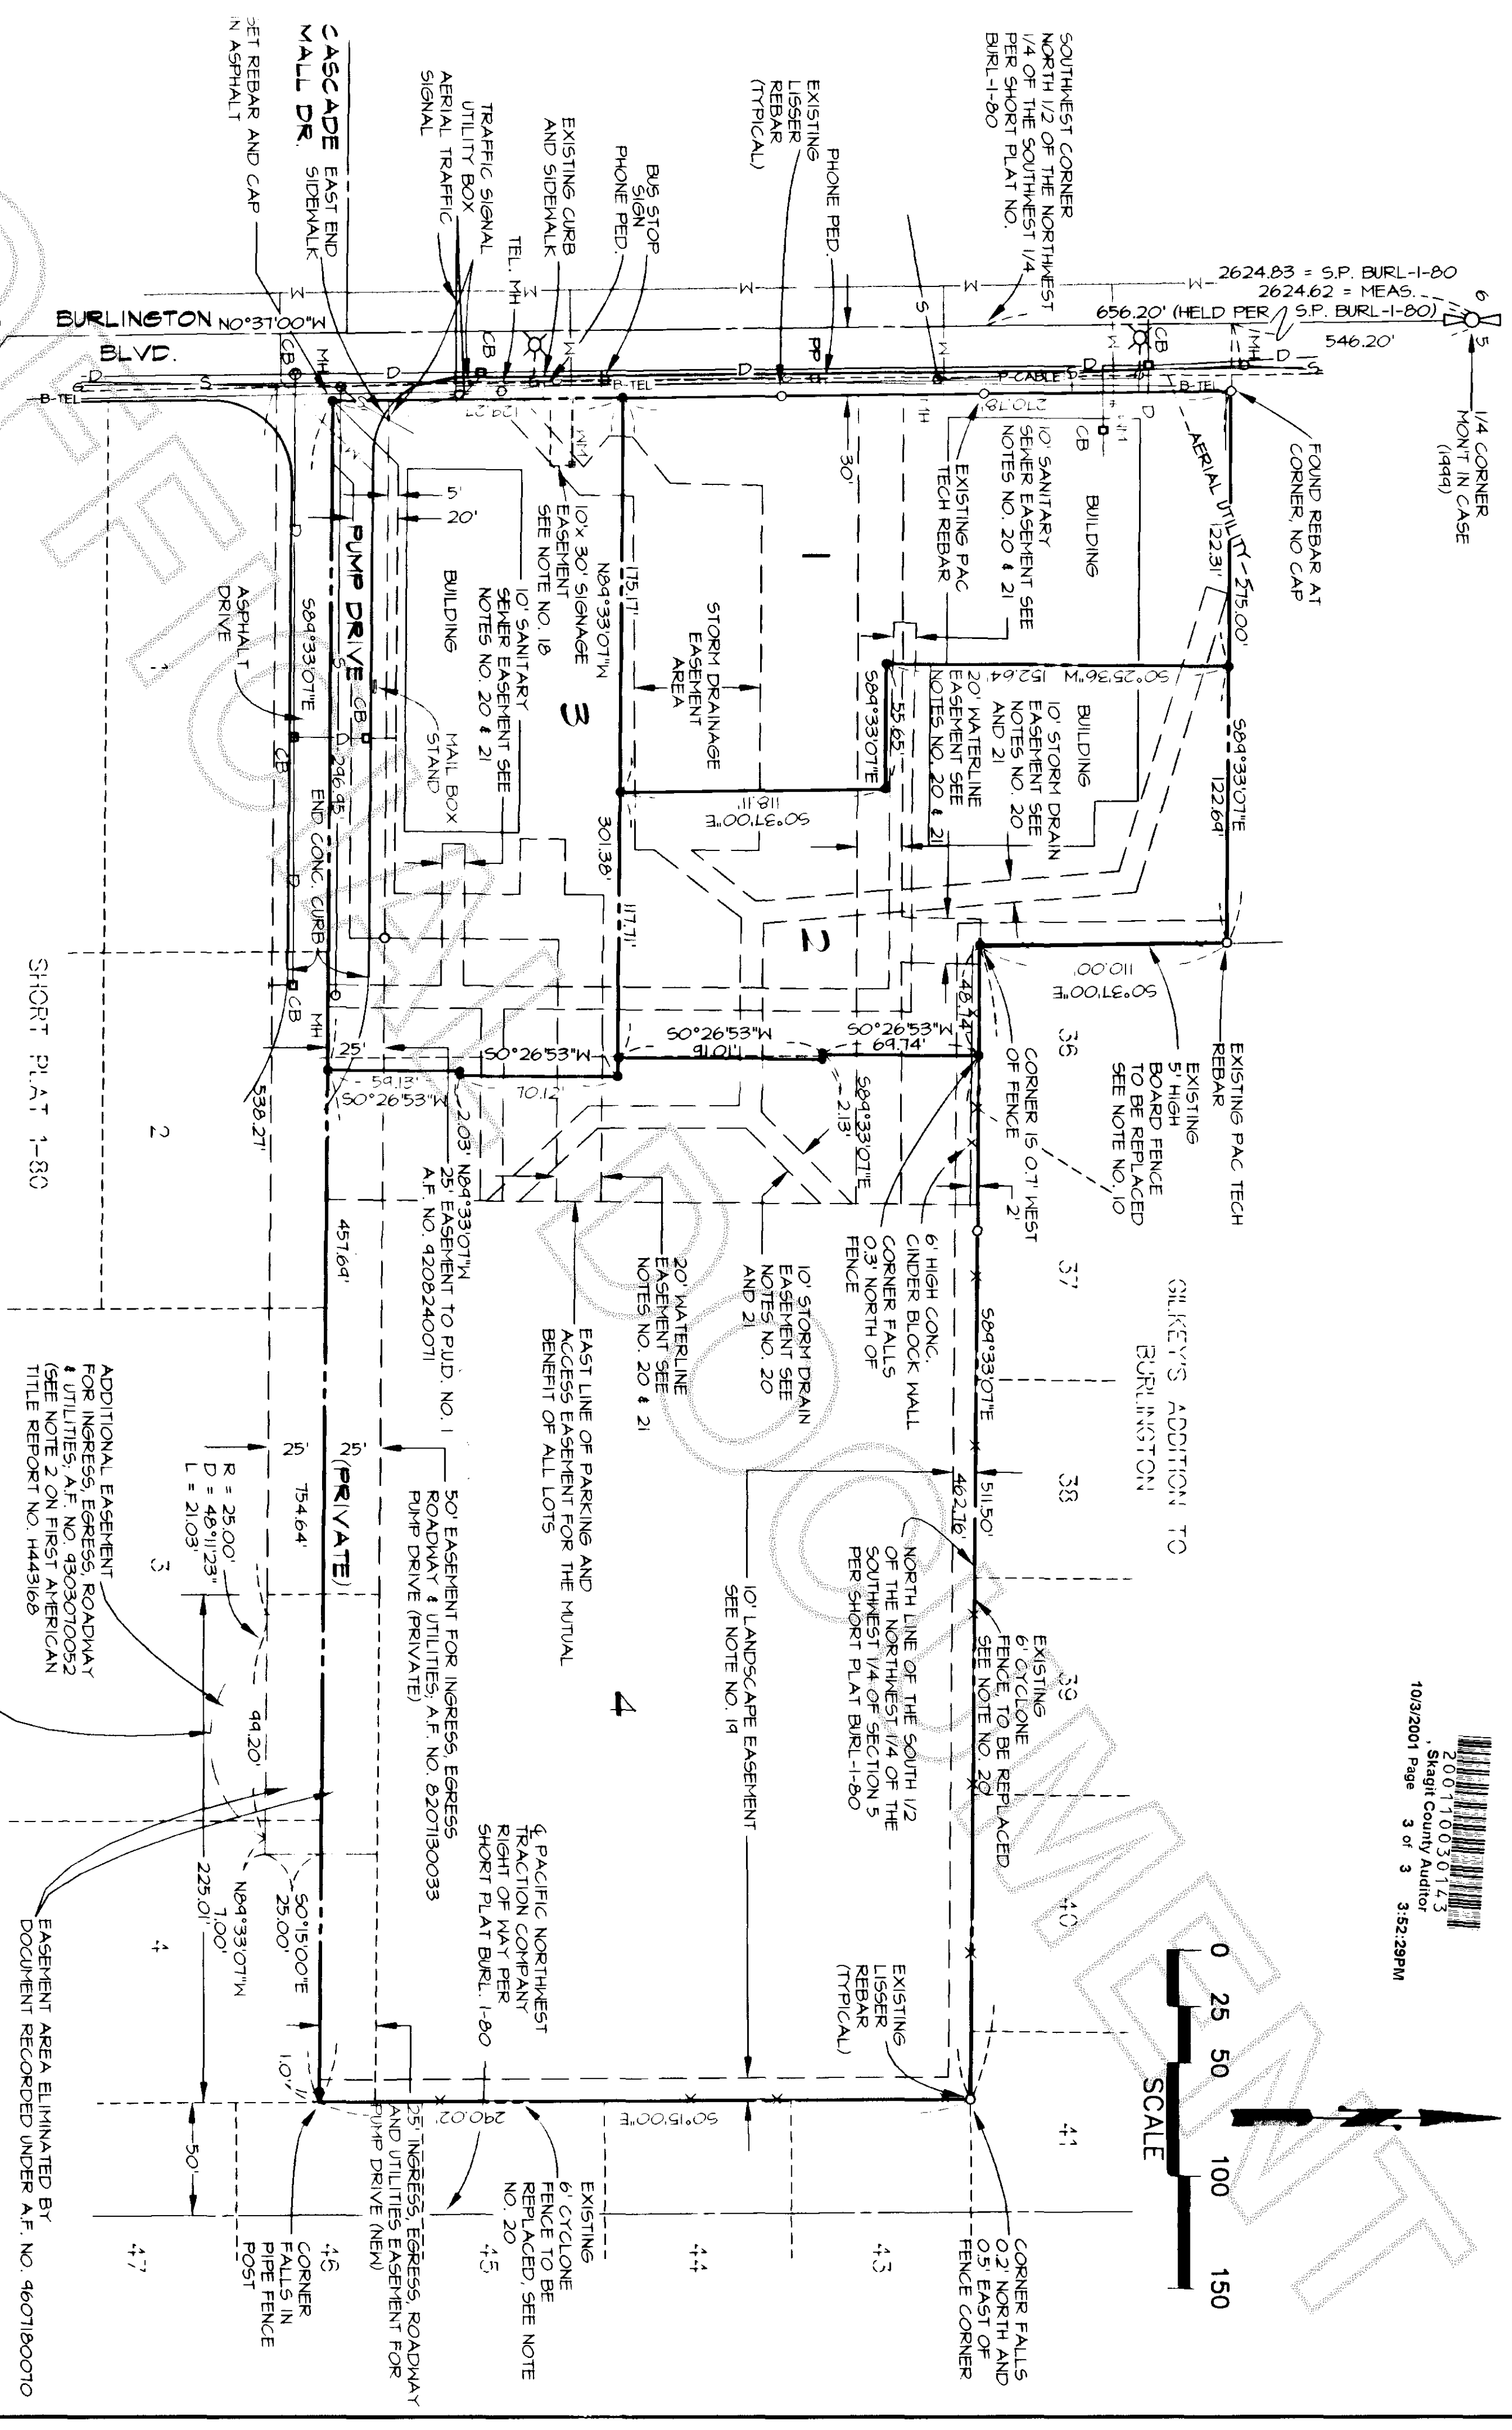 200110030143
, Skagit County Auditor
10/3/2001 Page 3 of 3 3:52:29PM
0 25 50 100 150
SCALE
6
5
1/4 CORNER
MON'T IN CASE
(1999)
2624.83 = S.P. BURL-1-80
2624.62 = MEAS.
656.20' (HELD PER S.P. BURL-1-80)
546.20'
FOUND REBAR AT
CORNER, NO CAP
SOUTHWEST CORNER
NORTH 1/2 OF THE NORTHWEST
1/4 OF THE SOUTHWEST 1/4
PER SHORT PLAT NO.
BURL-1-80
PHONE PED.
EXISTING
LISSER
REBAR
(TYPICAL)
BUS STOP
SIGN
PHONE PED.
EXISTING CURB
AND SIDEWALK
TEL. MH
TRAFFIC SIGNAL
UTILITY BOX
AERIAL TRAFFIC
SIGNAL
CASCADE
MALL DR.
EAST END
SIDEWALK
SET REBAR AND CAP
IN ASPHALT
BURLINGTON
BLVD.
N0°37'00"W
B-TEL
P-CABLE
AERIAL UTILITY
575.00'
122.31'
S89°33'07"E
122.69'
270.78'
129.27
30'
BUILDING
CB
10' SANITARY
SEWER EASEMENT SEE
NOTES NO. 20 & 21
EXISTING PAC
TECH REBAR
1
STORM DRAINAGE
EASEMENT
AREA
175.17'
N89°33'07"W
10'x 30' SIGNAGE
EASEMENT
SEE NOTE NO. 18
3
10' SANITARY
SEWER EASEMENT SEE
NOTES NO. 20 & 21
BUILDING
5'
20'
PUMP DRIVE
MAIL BOX
STAND
S89°33'07"E
ASPHALT
DRIVE
296.95'
END CONC. CURB
S0°25'36"W 152.64'
BUILDING
10' STORM DRAIN
EASEMENT SEE
NOTES NO. 20
AND 21
20' WATERLINE
EASEMENT SEE
NOTES NO. 20 & 21
55.65'
S89°33'07"E
118.11'
S0°37'00"E
301.38'
117.71'
2
110.00'
S0°37'00"E
48.74'
S0°26'53"W
69.74'
S0°26'53"W
91.01'
S0°26'53"W
70.12'
59.13'
S0°26'53"W
2.03' N89°33'07"W
S89°33'07"E
2.13'
EXISTING PAC TECH
REBAR
EXISTING
5' HIGH
BOARD FENCE
TO BE REPLACED
SEE NOTE NO. 10
CORNER IS 0.7' WEST
OF FENCE
2'
6' HIGH CONC.
CINDER BLOCK WALL
CORNER FALLS
0.3' NORTH OF
FENCE
10' STORM DRAIN
EASEMENT SEE
NOTES NO. 20
AND 21
20' WATERLINE
EASEMENT SEE
NOTES NO. 20 & 21
EAST LINE OF PARKING AND
ACCESS EASEMENT FOR THE MUTUAL
BENEFIT OF ALL LOTS
25' EASEMENT TO P.U.D. NO. 1
A.F. NO. 9208240071
25'
538.27'
457.69'
SHORT PLAT 1-80
2
GILKEY'S ADDITION TO
BURLINGTON
36
37
38
39
40
41
43
44
45
46
47
S89°33'07"E
511.50'
462.76'
10' LANDSCAPE EASEMENT
SEE NOTE NO. 19
NORTH LINE OF THE SOUTH 1/2
OF THE NORTHWEST 1/4 OF THE
SOUTHWEST 1/4 OF SECTION 5
PER SHORT PLAT BURL-1-80
EXISTING
6' CYCLONE
FENCE, TO BE REPLACED
SEE NOTE NO. 20
4
50' EASEMENT FOR INGRESS, EGRESS
ROADWAY & UTILITIES; A.F. NO. 8207130033
PUMP DRIVE (PRIVATE)
25'
(PRIVATE)
25'
754.64'
R = 25.00'
D = 48°11'23"
L = 21.03'
3
ADDITIONAL EASEMENT
FOR INGRESS, EGRESS, ROADWAY
& UTILITIES; A.F. NO. 9303070052
(SEE NOTE 2 ON FIRST AMERICAN
TITLE REPORT NO. H443168
99.20'
225.01'
N89°33'07"W
7.00'
S0°15'00"E
25.00'
1.0'
4
50'
EASEMENT AREA ELIMINATED BY
DOCUMENT RECORDED UNDER A.F. NO. 9607180070
℄ PACIFIC NORTHWEST
TRACTION COMPANY
RIGHT OF WAY PER
SHORT PLAT BURL. 1-80
EXISTING
LISSER
REBAR
(TYPICAL)
290.02'
S0°15'00"E
25' INGRESS, EGRESS, ROADWAY
AND UTILITIES EASEMENT FOR
PUMP DRIVE (NEW)
EXISTING
6' CYCLONE
FENCE TO BE
REPLACED, SEE NOTE
NO. 20
CORNER FALLS
0.2' NORTH AND
0.5' EAST OF
FENCE CORNER
CORNER
FALLS IN
PIPE FENCE
POST
UNOFFICIAL DOCUMENT